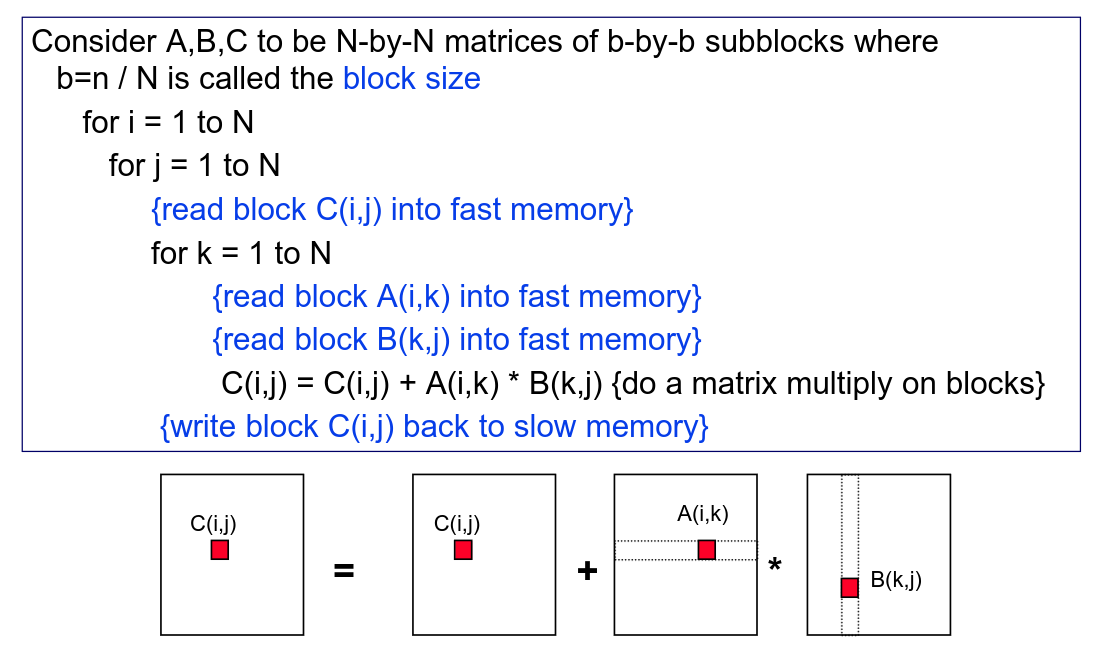 Consider A,B,C to be N-by-N matrices of b-by-b subblocks where
b=n / N is called the block size
for i = 1 to N
for j = 1 to N
{read block C(i,j) into fast memory}
for k = 1 to N
{read block A(i,k) into fast memory}
{read block B(k,j) into fast memory}
C(i,j) = C(i,j) + A(i,k) * B(k,j) {do a matrix multiply on blocks}
{write block C(i,j) back to slow memory}
C(i,j)
=
C(i,j)
+
A(i,k)
*
B(k,j)